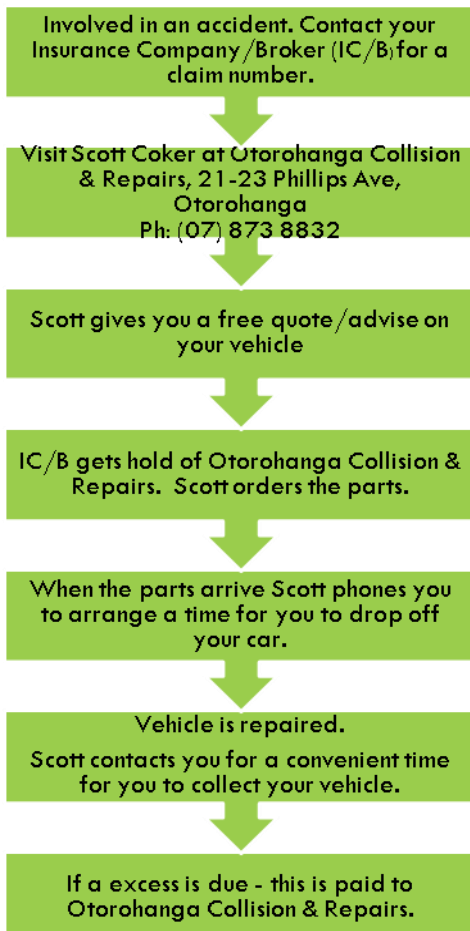 Involved in an accident. Contact your
Insurance Company/Broker (IC/B) for a
claim number.
Visit Scott Coker at Otorohanga Collision
& Repairs, 21-23 Phillips Ave,
Otorohanga
Ph: (07) 873 8832
Scott gives you a free quote/advise on
your vehicle
IC/B gets hold of Otorohanga Collision &
Repairs. Scott orders the parts.
When the parts arrive Scott phones you
to arrange a time for you to drop off
your car.
Vehicle is repaired.
Scott contacts you for a convenient time
for you to collect your vehicle.
If a excess is due - this is paid to
Otorohanga Collision & Repairs.